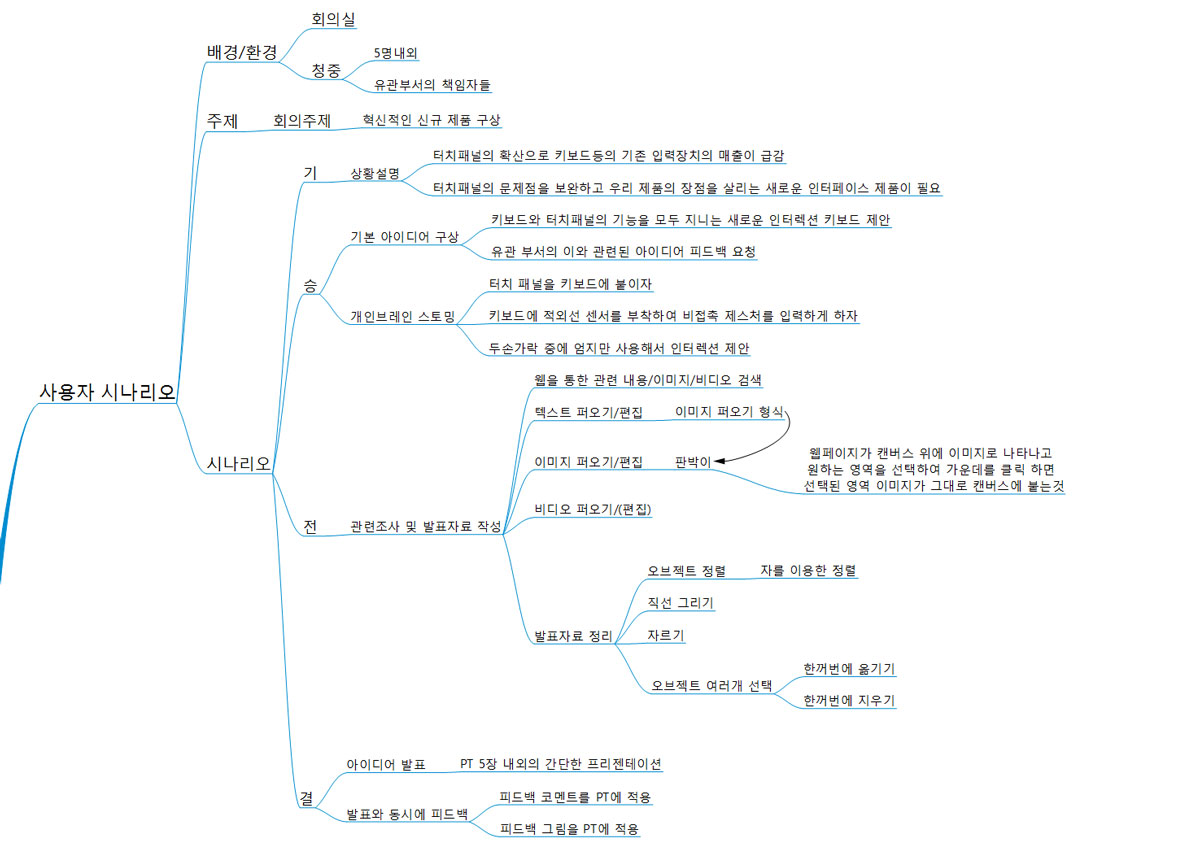 사용자 시나리오
배경/환경
회의실
청중
5명내외
유관부서의 책임자들
주제
회의주제
혁신적인 신규 제품 구상
시나리오
기
상황설명
터치패널의 확산으로 키보드등의 기존 입력장치의 매출이 급감
터치패널의 문제점을 보완하고 우리 제품의 장점을 살리는 새로운 인터페이스 제품이 필요
승
기본 아이디어 구상
키보드와 터치패널의 기능을 모두 지니는 새로운 인터렉션 키보드 제안
유관 부서의 이와 관련된 아이디어 피드백 요청
개인브레인 스토밍
터치 패널을 키보드에 붙이자
키보드에 적외선 센서를 부착하여 비접촉 제스처를 입력하게 하자
두손가락 중에 엄지만 사용해서 인터렉션 제안
전
관련조사 및 발표자료 작성
웹을 통한 관련 내용/이미지/비디오 검색
텍스트 퍼오기/편집
이미지 퍼오기 형식
이미지 퍼오기/편집
판박이
웹페이지가 캔버스 위에 이미지로 나타나고
원하는 영역을 선택하여 가운데를 클릭 하면
선택된 영역 이미지가 그대로 캔버스에 붙는것
비디오 퍼오기/(편집)
발표자료 정리
오브젝트 정렬
자를 이용한 정렬
직선 그리기
자르기
오브젝트 여러개 선택
한꺼번에 옮기기
한꺼번에 지우기
결
아이디어 발표
PT 5장 내외의 간단한 프리젠테이션
발표와 동시에 피드백
피드백 코멘트를 PT에 적용
피드백 그림을 PT에 적용